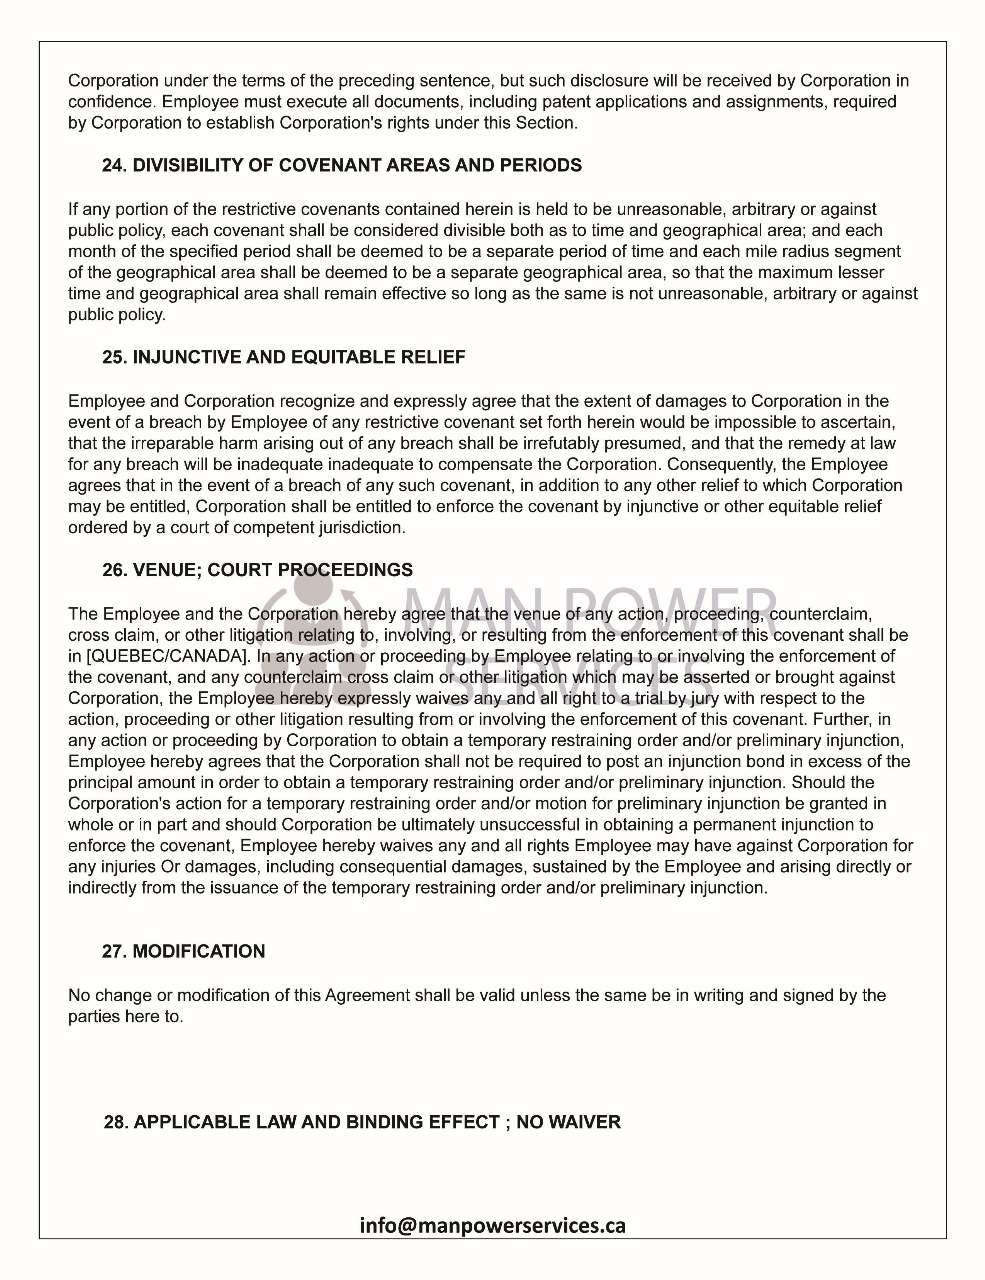 Corporation under the terms of the preceding sentence, but such disclosure will be received by Corporation in
confidence. Employee must execute all documents, including patent applications and assignments, required
by Corporation to establish Corporation's rights under this Section.
24. DIVISIBILITY OF COVENANT AREAS AND PERIODS
If any portion of the restrictive covenants contained herein is held to be unreasonable, arbitrary or against
public policy, each covenant shall be considered divisible both as to time and geographical area; and each
month of the specified period shall be deemed to be a separate period of time and each mile radius segment
of the geographical area shall be deemed to be a separate geographical area, so that the maximum lesser
time and geographical area shall remain effective so long as the same is not unreasonable, arbitrary or against
public policy.
25. INJUNCTIVE AND EQUITABLE RELIEF
Employee and Corporation recognize and expressly agree that the extent of damages to Corporation in the
event of a breach by Employee of any restrictive covenant set forth herein would be impossible to ascertain,
that the irreparable harm arising out of any breach shall be irrefutably presumed, and that the remedy at law
for any breach will be inadequate inadequate to compensate the Corporation. Consequently, the Employee
agrees that in the event of a breach of any such covenant, in addition to any other relief to which Corporation
may be entitled, Corporation shall be entitled to enforce the covenant by injunctive or other equitable relief
ordered by a court of competent jurisdiction.
26. VENUE; COURT PROCEEDINGS
MAN POWER
SERVICES
The Employee and the Corporation hereby agree that the venue of any action, proceeding, counterclaim,
cross claim, or other litigation relating to, involving, or resulting from the enforcement of this covenant shall be
in [QUEBEC/CANADA]. In any action or proceeding by Employee relating to or involving the enforcement of
the covenant, and any counterclaim cross claim or other litigation which may be asserted or brought against
Corporation, the Employee hereby expressly waives any and all right to a trial by jury with respect to the
action, proceeding or other litigation resulting from or involving the enforcement of this covenant. Further, in
any action or proceeding by Corporation to obtain a temporary restraining order and/or preliminary injunction,
Employee hereby agrees that the Corporation shall not be required to post an injunction bond in excess of the
principal amount in order to obtain a temporary restraining order and/or preliminary injunction. Should the
Corporation's action for a temporary restraining order and/or motion for preliminary injunction be granted in
whole or in part and should Corporation be ultimately unsuccessful in obtaining a permanent injunction to
enforce the covenant, Employee hereby waives any and all rights Employee may have against Corporation for
any injuries Or damages, including consequential damages, sustained by the Employee and arising directly or
indirectly from the issuance of the temporary restraining order and/or preliminary injunction.
27. MODIFICATION
No change or modification of this Agreement shall be valid unless the same be in writing and signed by the
parties here to.
28. APPLICABLE LAW AND BINDING EFFECT ; NO WAIVER
info@manpowerservices.ca